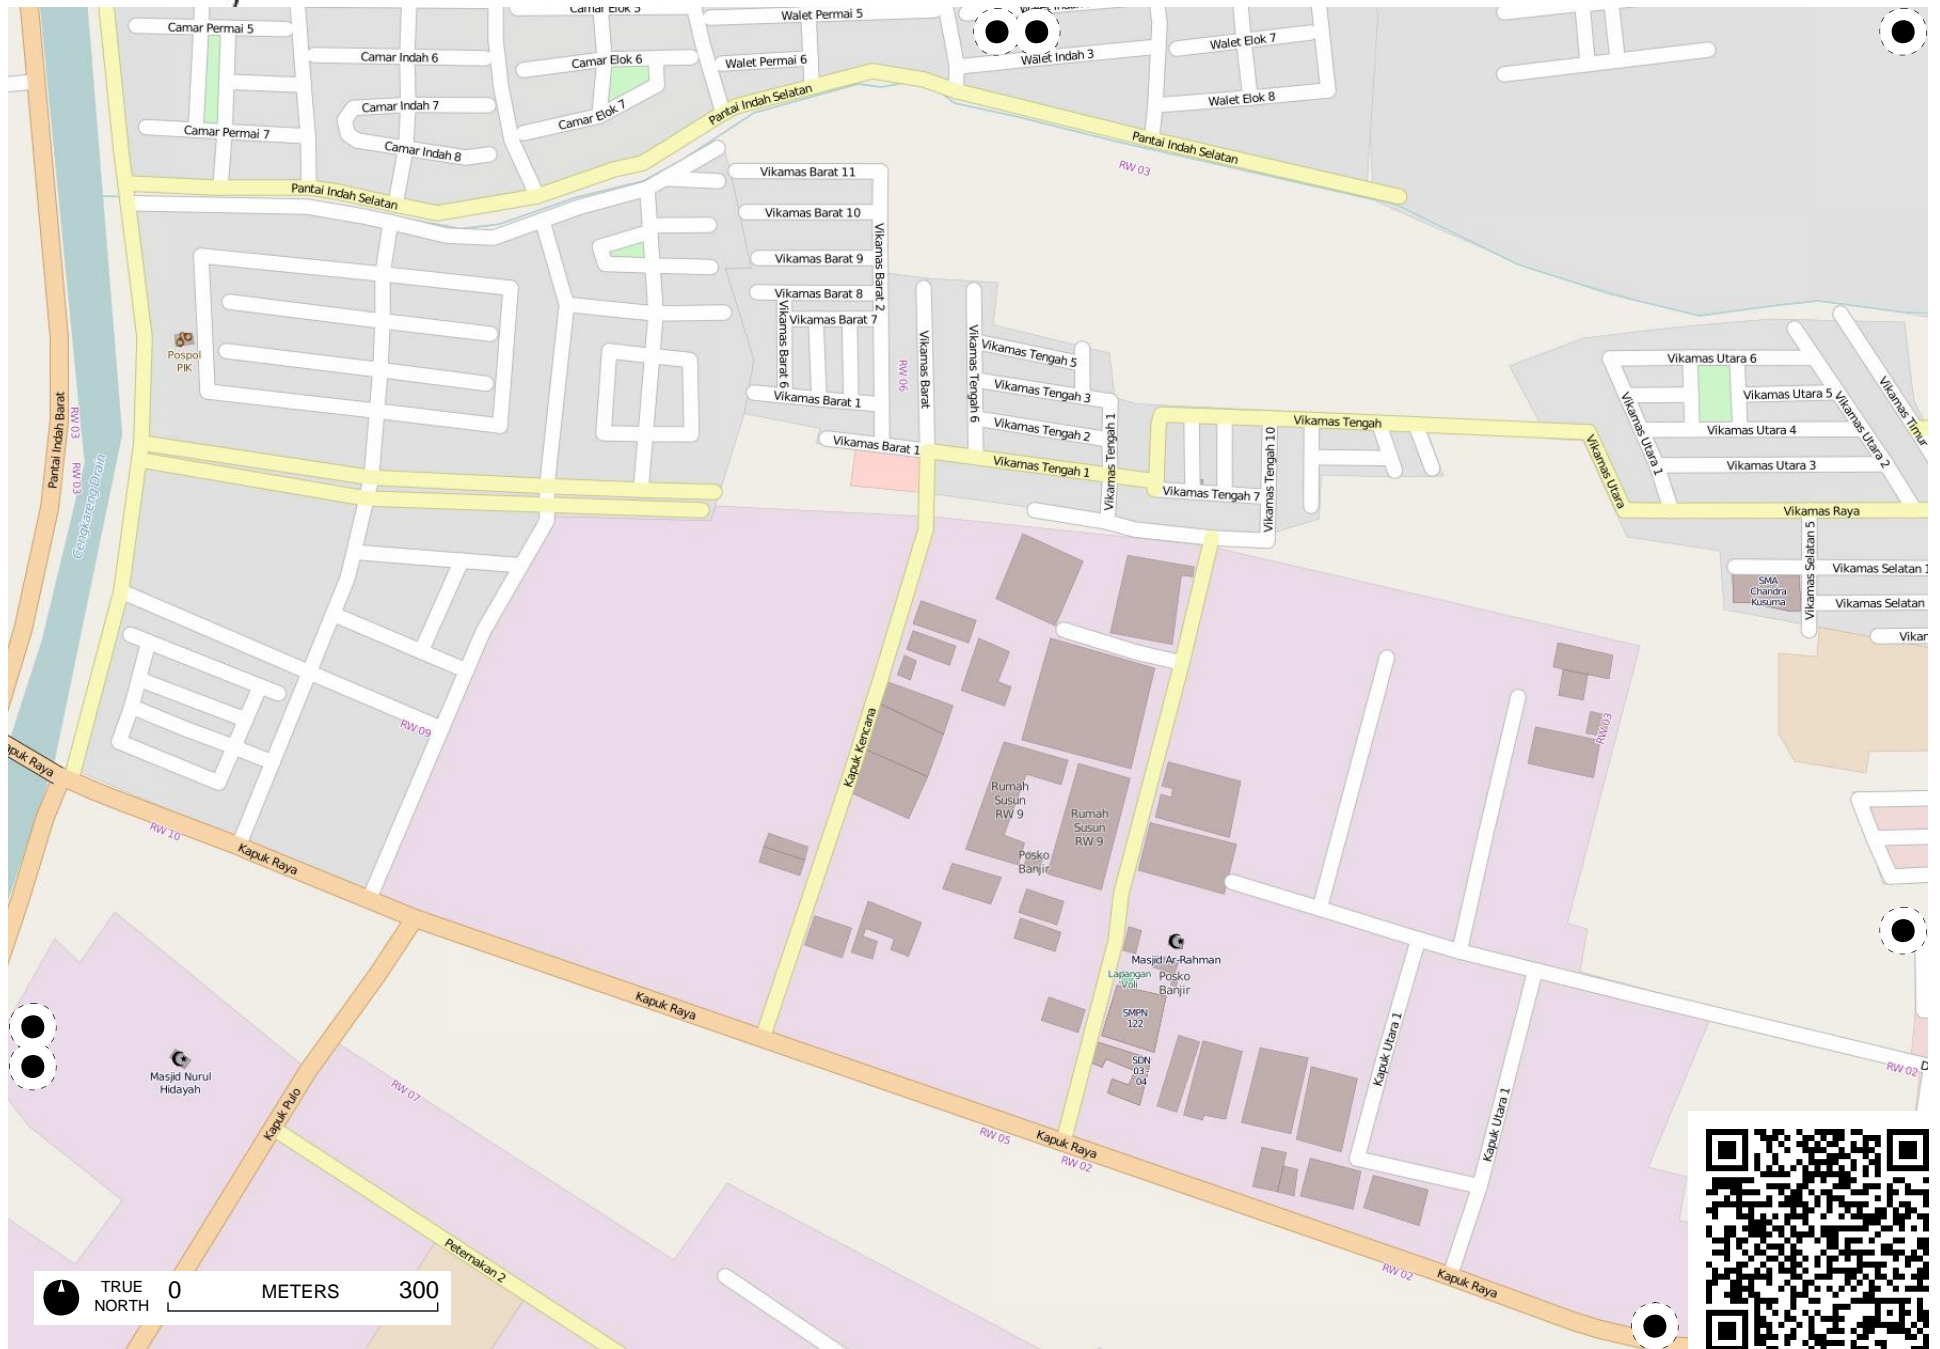 Camar Permai 5
Camar Elok 5
Walet Permai 5
Camar Indah 6
Camar Elok 6
Walet Permai 6
Walet Indah 3
Walet Elok 7
Camar Indah 7
Camar Elok 7
Pantai Indah Selatan
Walet Elok 8
Camar Permai 7
Camar Indah 8
Pantai Indah Selatan
RW 03
Pantai Indah Selatan
Vikamas Barat 11
Vikamas Barat 10
Vikamas Barat 9
Vikamas Barat 2
Vikamas Barat 8
Vikamas Barat 7
Vikamas Barat 6
Vikamas Barat 1
Vikamas Barat 1
RW 06
Vikamas Barat
Vikamas Tengah 6
Vikamas Tengah 5
Vikamas Tengah 3
Vikamas Tengah 2
Vikamas Tengah 1
Vikamas Tengah 1
Vikamas Tengah
Vikamas Tengah 7
Vikamas Tengah 10
Vikamas Utara
Vikamas Utara 6
Vikamas Utara 5
Vikamas Utara 4
Vikamas Utara 3
Vikamas Utara 1
Vikamas Utara 2
Vikamas Timur
Vikamas Raya
Vikamas Selatan 5
Vikamas Selatan 1
Vikamas Selatan
Vikar
SMA
Chandra
Kusuma
Pospol
PIK
Pantai Indah Barat
RW 03
RW 03
Cengkareng Drain
RW 09
RW 03
Kapuk Kencana
apuk Raya
RW 10
Kapuk Raya
Rumah
Susun
RW 9
Rumah
Susun
RW 9
Posko
Banjir
Masjid Ar-Rahman
Lapangan
Voli
Posko
Banjir
SMPN
122
SDN
03-
04
Kapuk Raya
Kapuk Utara 1
Kapuk Utara 1
RW 02
D
Masjid Nurul
Hidayah
Kapuk Pulo
RW 07
RW 05
Kapuk Raya
RW 02
Peternakan 2
RW 02
Kapuk Raya
TRUE
NORTH
0 METERS 300